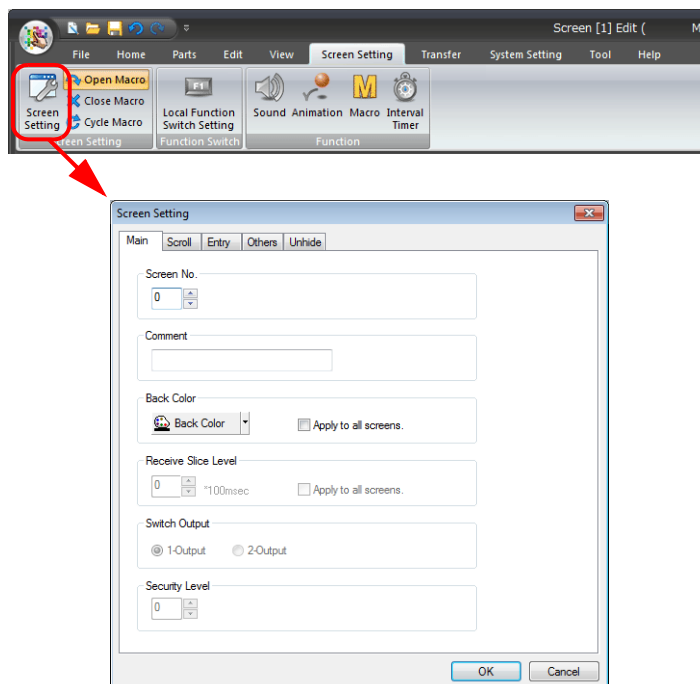 Screen [1] Edit ( M
File Home Parts Edit View Screen Setting Transfer System Setting Tool Help
Screen Setting
Open Macro
Close Macro
Cycle Macro
Screen Setting
F1
Local Function Switch Setting
Function Switch
Sound Animation Macro Interval Timer
Function
Screen Setting
Main Scroll Entry Others Unhide
Screen No.
0
Comment
Back Color
Back Color Apply to all screens.
Receive Slice Level
0 *100msec Apply to all screens.
Switch Output
1-Output 2-Output
Security Level
0
OK Cancel